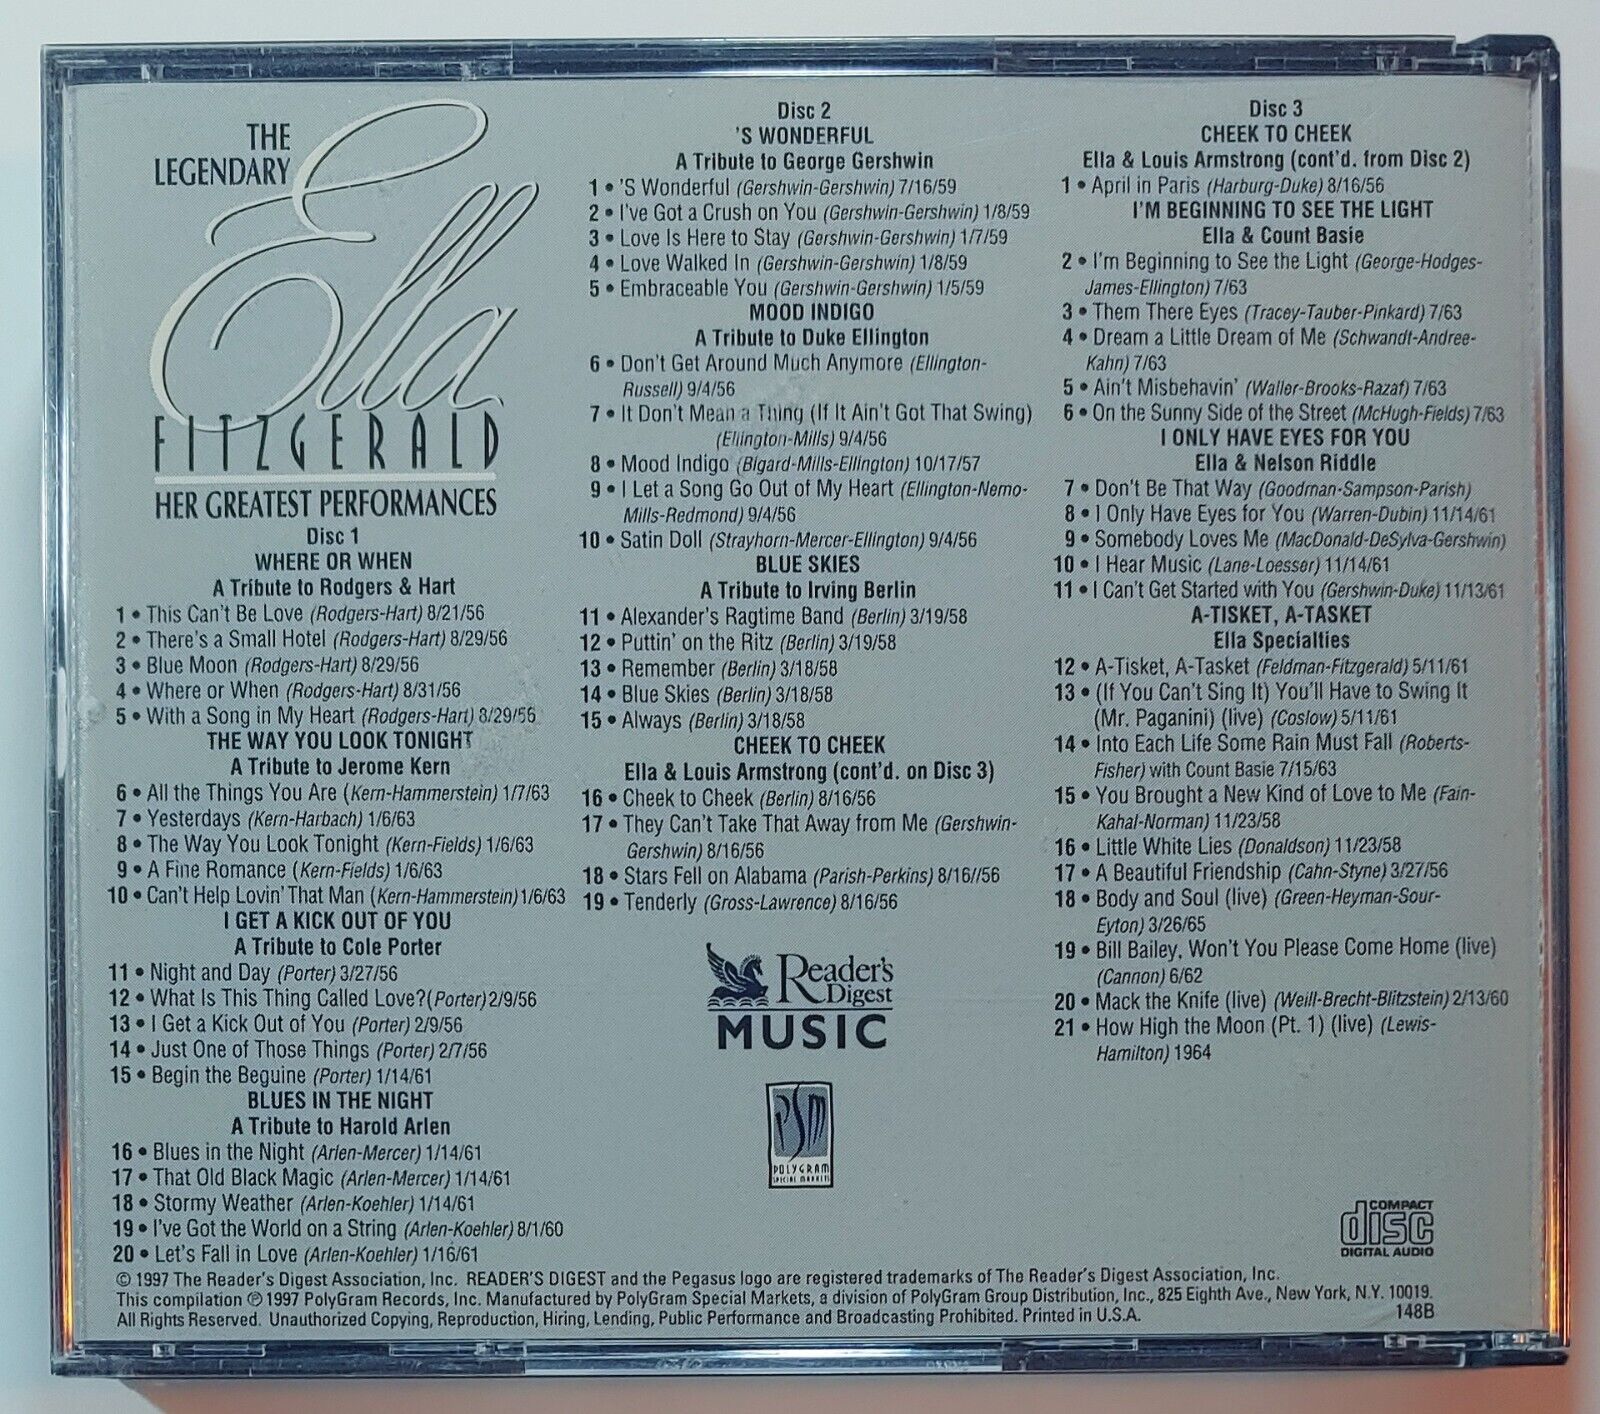 THE
LEGENDARY
Ella
FITZGERALD
HER GREATEST PERFORMANCES
Disc 1
WHERE OR WHEN
A Tribute to Rodgers & Hart
1 • This Can't Be Love (Rodgers-Hart) 8/21/56
2 • There's a Small Hotel (Rodgers-Hart) 8/29/56
3 • Blue Moon (Rodgers-Hart) 8/29/56
4 • Where or When (Rodgers-Hart) 8/31/56
5 • With a Song in My Heart (Rodgers-Hart) 8/29/56
THE WAY YOU LOOK TONIGHT
A Tribute to Jerome Kern
6 • All the Things You Are (Kern-Hammerstein) 1/7/63
7 • Yesterdays (Kern-Harbach) 1/6/63
8 • The Way You Look Tonight (Kern-Fields) 1/6/63
9 • A Fine Romance (Kern-Fields) 1/6/63
10 • Can't Help Lovin' That Man (Kern-Hammerstein) 1/6/63
I GET A KICK OUT OF YOU
A Tribute to Cole Porter
11 • Night and Day (Porter) 3/27/56
12 • What Is This Thing Called Love?(Porter) 2/9/56
13 • I Get a Kick Out of You (Porter) 2/9/56
14 • Just One of Those Things (Porter) 2/7/56
15 • Begin the Beguine (Porter) 1/14/61
BLUES IN THE NIGHT
A Tribute to Harold Arlen
16 • Blues in the Night (Arlen-Mercer) 1/14/61
17 • That Old Black Magic (Arlen-Mercer) 1/14/61
18 • Stormy Weather (Arlen-Koehler) 1/14/61
19 • I've Got the World on a String (Arlen-Koehler) 8/1/60
20 • Let's Fall in Love (Arlen-Koehler) 1/16/61
Disc 2
'S WONDERFUL
A Tribute to George Gershwin
1 • 'S Wonderful (Gershwin-Gershwin) 7/16/59
2 • I've Got a Crush on You (Gershwin-Gershwin) 1/8/59
3 • Love Is Here to Stay (Gershwin-Gershwin) 1/7/59
4 • Love Walked In (Gershwin-Gershwin) 1/8/59
5 • Embraceable You (Gershwin-Gershwin) 1/5/59
MOOD INDIGO
A Tribute to Duke Ellington
6 • Don't Get Around Much Anymore (Ellington-
Russell) 9/4/56
7 • It Don't Mean a Thing (If It Ain't Got That Swing)
(Ellington-Mills) 9/4/56
8 • Mood Indigo (Bigard-Mills-Ellington) 10/17/57
9 • I Let a Song Go Out of My Heart (Ellington-Nemo-
Mills-Redmond) 9/4/56
10 • Satin Doll (Strayhorn-Mercer-Ellington) 9/4/56
BLUE SKIES
A Tribute to Irving Berlin
11 • Alexander's Ragtime Band (Berlin) 3/19/58
12 • Puttin' on the Ritz (Berlin) 3/19/58
13 • Remember (Berlin) 3/18/58
14 • Blue Skies (Berlin) 3/18/58
15 • Always (Berlin) 3/18/58
CHEEK TO CHEEK
Ella & Louis Armstrong (cont'd. on Disc 3)
16 • Cheek to Cheek (Berlin) 8/16/56
17 • They Can't Take That Away from Me (Gershwin-
Gershwin) 8/16/56
18 • Stars Fell on Alabama (Parish-Perkins) 8/16//56
19 • Tenderly (Gross-Lawrence) 8/16/56
Reader's
Digest
MUSIC
PSM
POLYGRAM
SPECIAL MARKETS
Disc 3
CHEEK TO CHEEK
Ella & Louis Armstrong (cont'd. from Disc 2)
1 • April in Paris (Harburg-Duke) 8/16/56
I'M BEGINNING TO SEE THE LIGHT
Ella & Count Basie
2 • I'm Beginning to See the Light (George-Hodges-
James-Ellington) 7/63
3 • Them There Eyes (Tracey-Tauber-Pinkard) 7/63
4 • Dream a Little Dream of Me (Schwandt-Andree-
Kahn) 7/63
5 • Ain't Misbehavin' (Waller-Brooks-Razaf) 7/63
6 • On the Sunny Side of the Street (McHugh-Fields) 7/63
I ONLY HAVE EYES FOR YOU
Ella & Nelson Riddle
7 • Don't Be That Way (Goodman-Sampson-Parish)
8 • I Only Have Eyes for You (Warren-Dubin) 11/14/61
9 • Somebody Loves Me (MacDonald-DeSylva-Gershwin)
10 • I Hear Music (Lane-Loesser) 11/14/61
11 • I Can't Get Started with You (Gershwin-Duke) 11/13/61
A-TISKET, A-TASKET
Ella Specialties
12 • A-Tisket, A-Tasket (Feldman-Fitzgerald) 5/11/61
13 • (If You Can't Sing It) You'll Have to Swing It
(Mr. Paganini) (live) (Coslow) 5/11/61
14 • Into Each Life Some Rain Must Fall (Roberts-
Fisher) with Count Basie 7/15/63
15 • You Brought a New Kind of Love to Me (Fain-
Kahal-Norman) 11/23/58
16 • Little White Lies (Donaldson) 11/23/58
17 • A Beautiful Friendship (Cahn-Styne) 3/27/56
18 • Body and Soul (live) (Green-Heyman-Sour-
Eyton) 3/26/65
19 • Bill Bailey, Won't You Please Come Home (live)
(Cannon) 6/62
20 • Mack the Knife (live) (Weill-Brecht-Blitzstein) 2/13/60
21 • How High the Moon (Pt. 1) (live) (Lewis-
Hamilton) 1964
COMPACT
disc
DIGITAL AUDIO
© 1997 The Reader's Digest Association, Inc. READER'S DIGEST and the Pegasus logo are registered trademarks of The Reader's Digest Association, Inc.
This compilation ℗ 1997 PolyGram Records, Inc. Manufactured by PolyGram Special Markets, a division of PolyGram Group Distribution, Inc., 825 Eighth Ave., New York, N.Y. 10019.
All Rights Reserved. Unauthorized Copying, Reproduction, Hiring, Lending, Public Performance and Broadcasting Prohibited. Printed in U.S.A.
148B